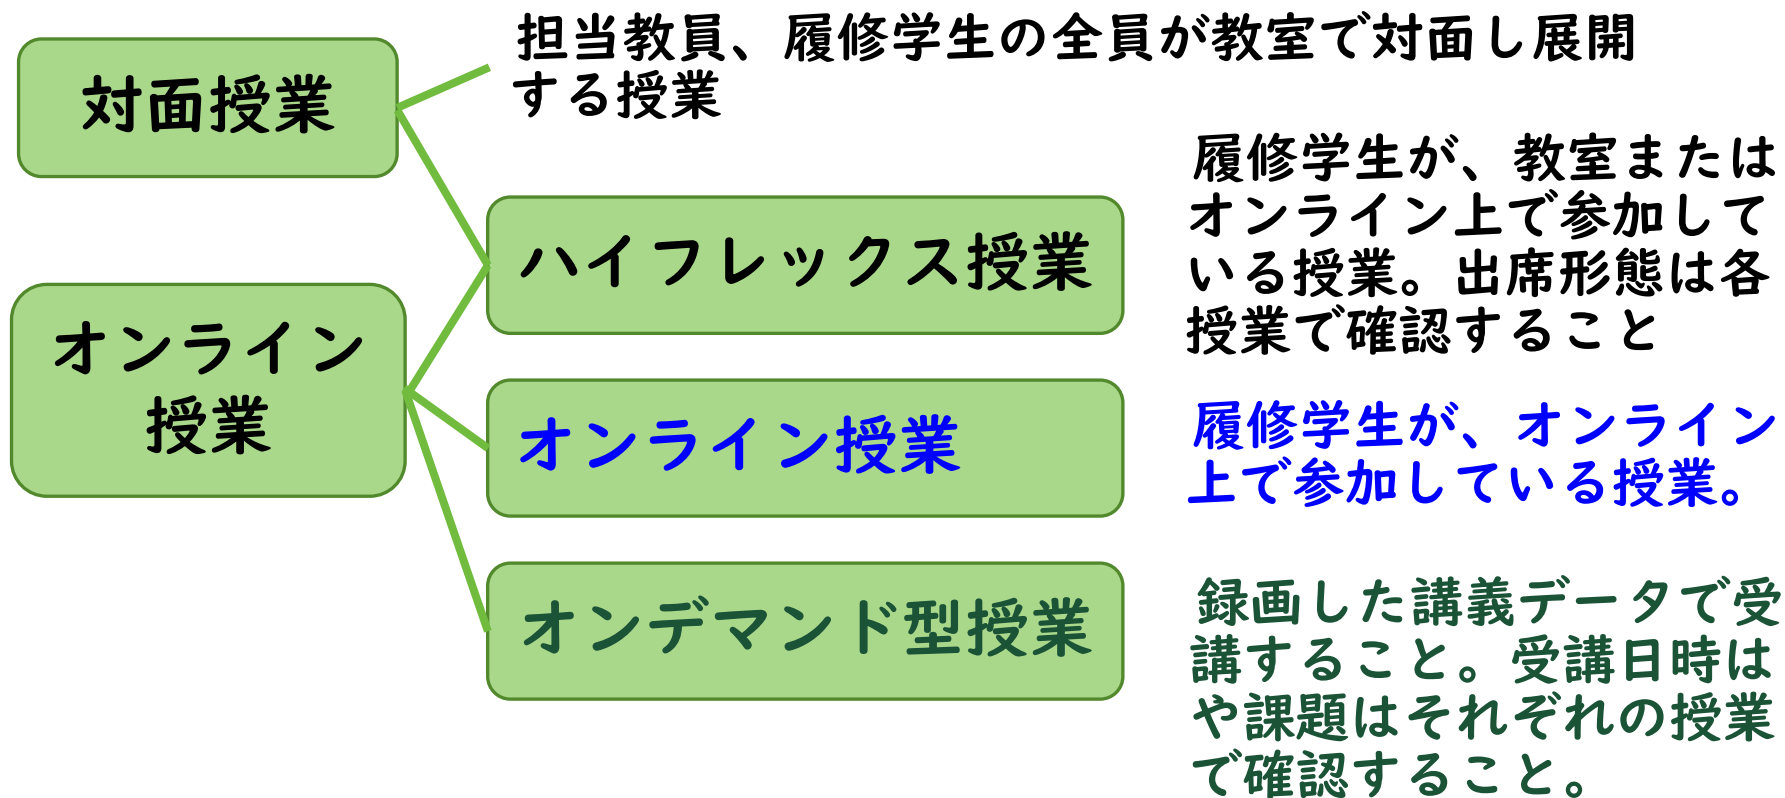 対面授業
担当教員、履修学生の全員が教室で対面し展開
する授業
ハイフレックス授業
履修学生が、教室または
オンライン上で参加して
いる授業。出席形態は各
授業で確認すること
オンライン
授業
オンライン授業
履修学生が、オンライン
上で参加している授業。
オンデマンド型授業
録画した講義データで受
講すること。受講日時は
や課題はそれぞれの授業
で確認すること。